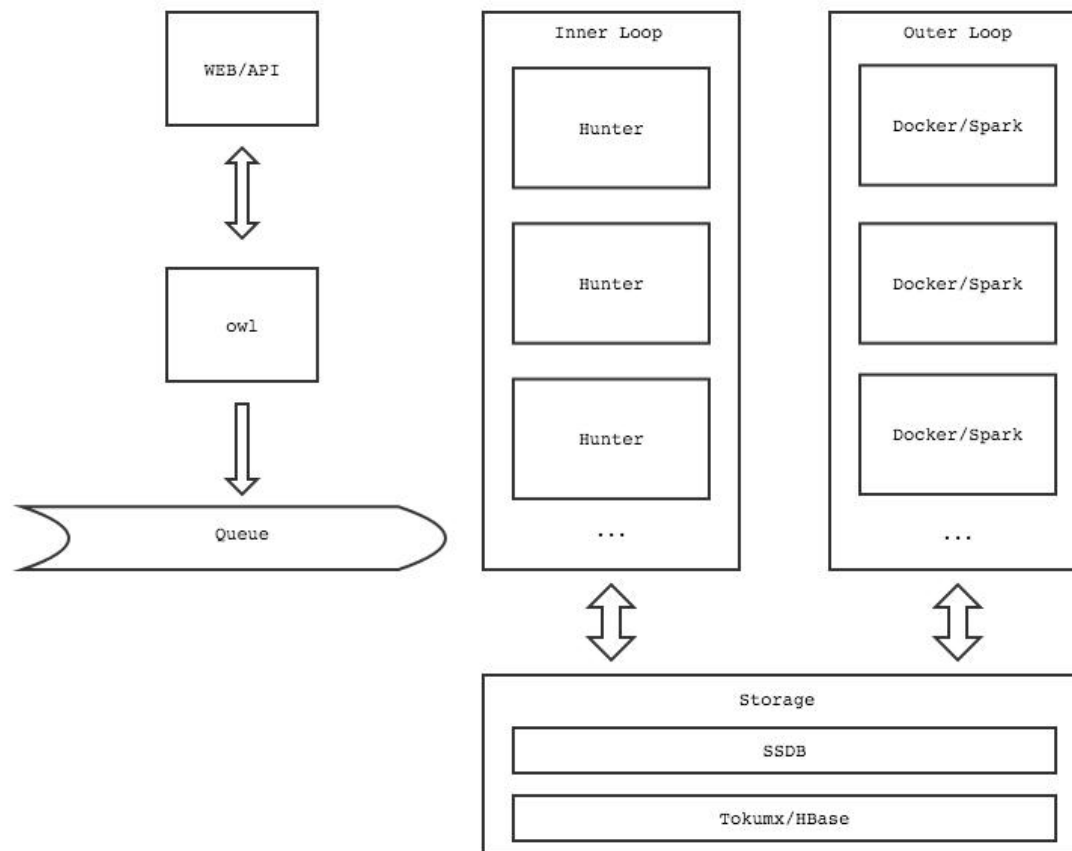 WEB/API
owl
Queue
Inner Loop
Hunter
Hunter
Hunter
...
Outer Loop
Docker/Spark
Docker/Spark
Docker/Spark
...
Storage
SSDB
Tokumx/HBase